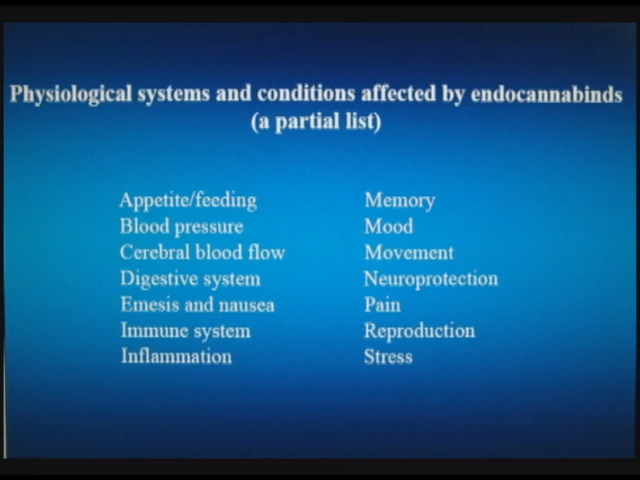 Physiological systems and conditions affected by endocannabinds
(a partial list)
Appetite/feeding
Blood pressure
Cerebral blood flow
Digestive system
Emesis and nausea
Immune system
Inflammation
Memory
Mood
Movement
Neuroprotection
Pain
Reproduction
Stress